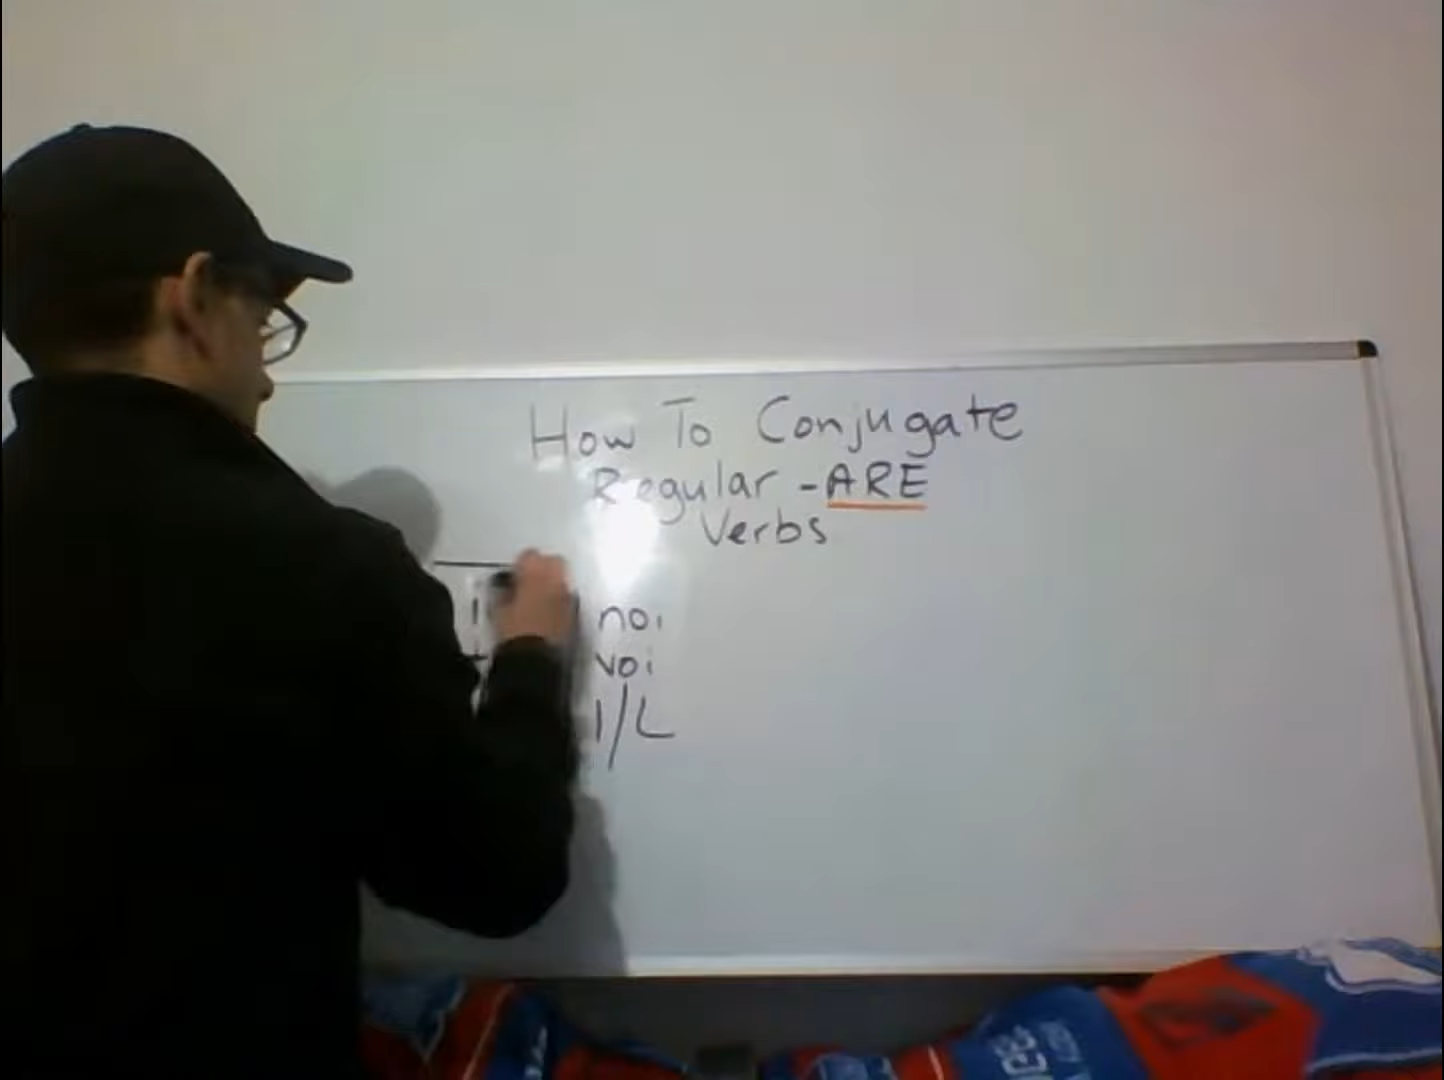 How To Conjugate
Regular -ARE
Verbs
noi
voi
l/L